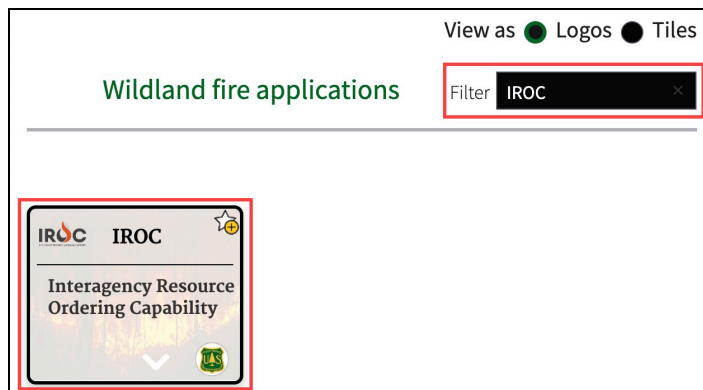 View as Logos Tiles
Wildland fire applications
Filter IROC ×
IROC IROC
Interagency Resource
Ordering Capability
U S